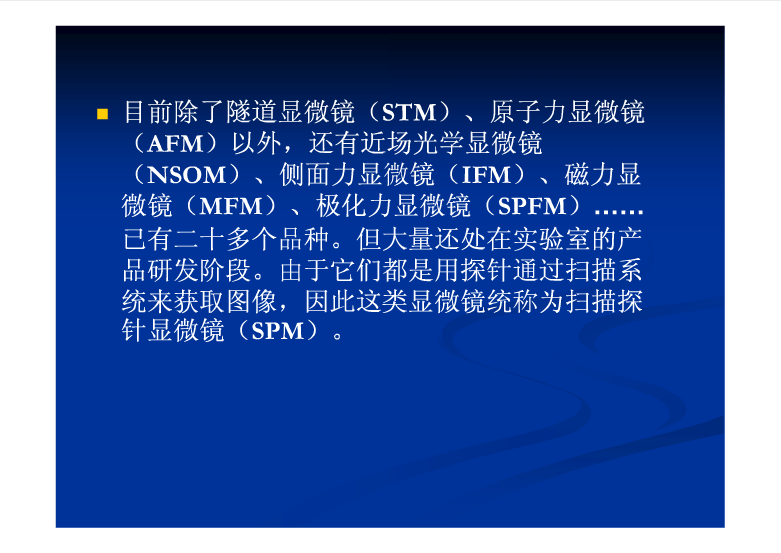 目前除了隧道显微镜（STM）、原子力显微镜
（AFM）以外，还有近场光学显微镜
（NSOM）、侧面力显微镜（IFM）、磁力显
微镜（MFM）、极化力显微镜（SPFM）……
已有二十多个品种。但大量还处在实验室的产
品研发阶段。由于它们都是用探针通过扫描系
统来获取图像，因此这类显微镜统称为扫描探
针显微镜（SPM）。